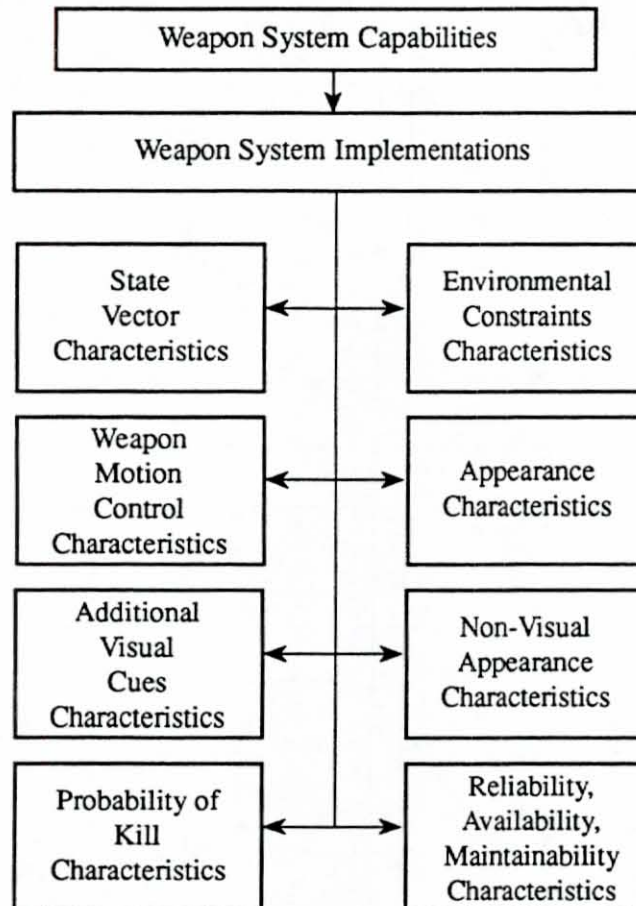 Weapon System Capabilities
Weapon System Implementations
State
Vector
Characteristics
Environmental
Constraints
Characteristics
Weapon
Motion
Control
Characteristics
Appearance
Characteristics
Additional
Visual
Cues
Characteristics
Non-Visual
Appearance
Characteristics
Probability of
Kill
Characteristics
Reliability,
Availability,
Maintainability
Characteristics